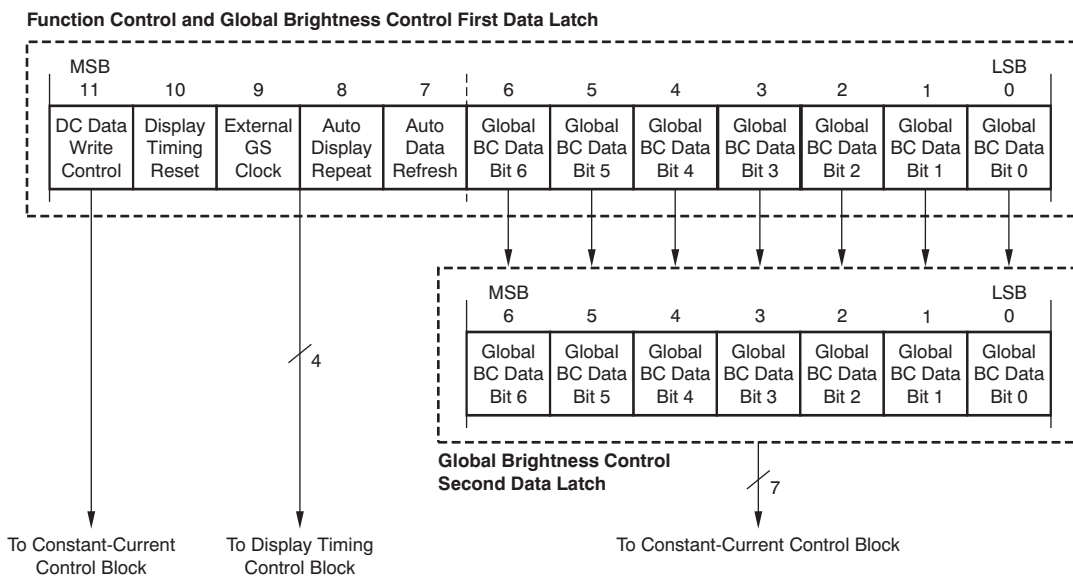 Function Control and Global Brightness Control First Data Latch
MSB LSB
11 10 9 8 7 6 5 4 3 2 1 0
DC Data Write Control
Display Timing Reset
External GS Clock
Auto Display Repeat
Auto Data Refresh
Global BC Data Bit 6
Global BC Data Bit 5
Global BC Data Bit 4
Global BC Data Bit 3
Global BC Data Bit 2
Global BC Data Bit 1
Global BC Data Bit 0
MSB LSB
6 5 4 3 2 1 0
Global BC Data Bit 6
Global BC Data Bit 5
Global BC Data Bit 4
Global BC Data Bit 3
Global BC Data Bit 2
Global BC Data Bit 1
Global BC Data Bit 0
4
Global Brightness Control
Second Data Latch
7
To Constant-Current
Control Block
To Display Timing
Control Block
To Constant-Current Control Block